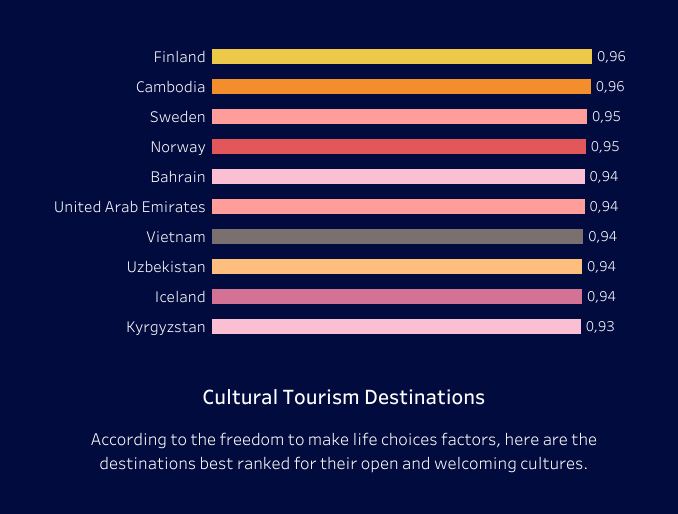 Finland 0,96
Cambodia 0,96
Sweden 0,95
Norway 0,95
Bahrain 0,94
United Arab Emirates 0,94
Vietnam 0,94
Uzbekistan 0,94
Iceland 0,94
Kyrgyzstan 0,93
Cultural Tourism Destinations
According to the freedom to make life choices factors, here are the
destinations best ranked for their open and welcoming cultures.